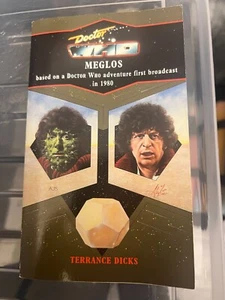 Doctor
WHO
MEGLOS
based on a DOCTOR WHO adventure first broadcast
in 1980
TERRANCE DICKS